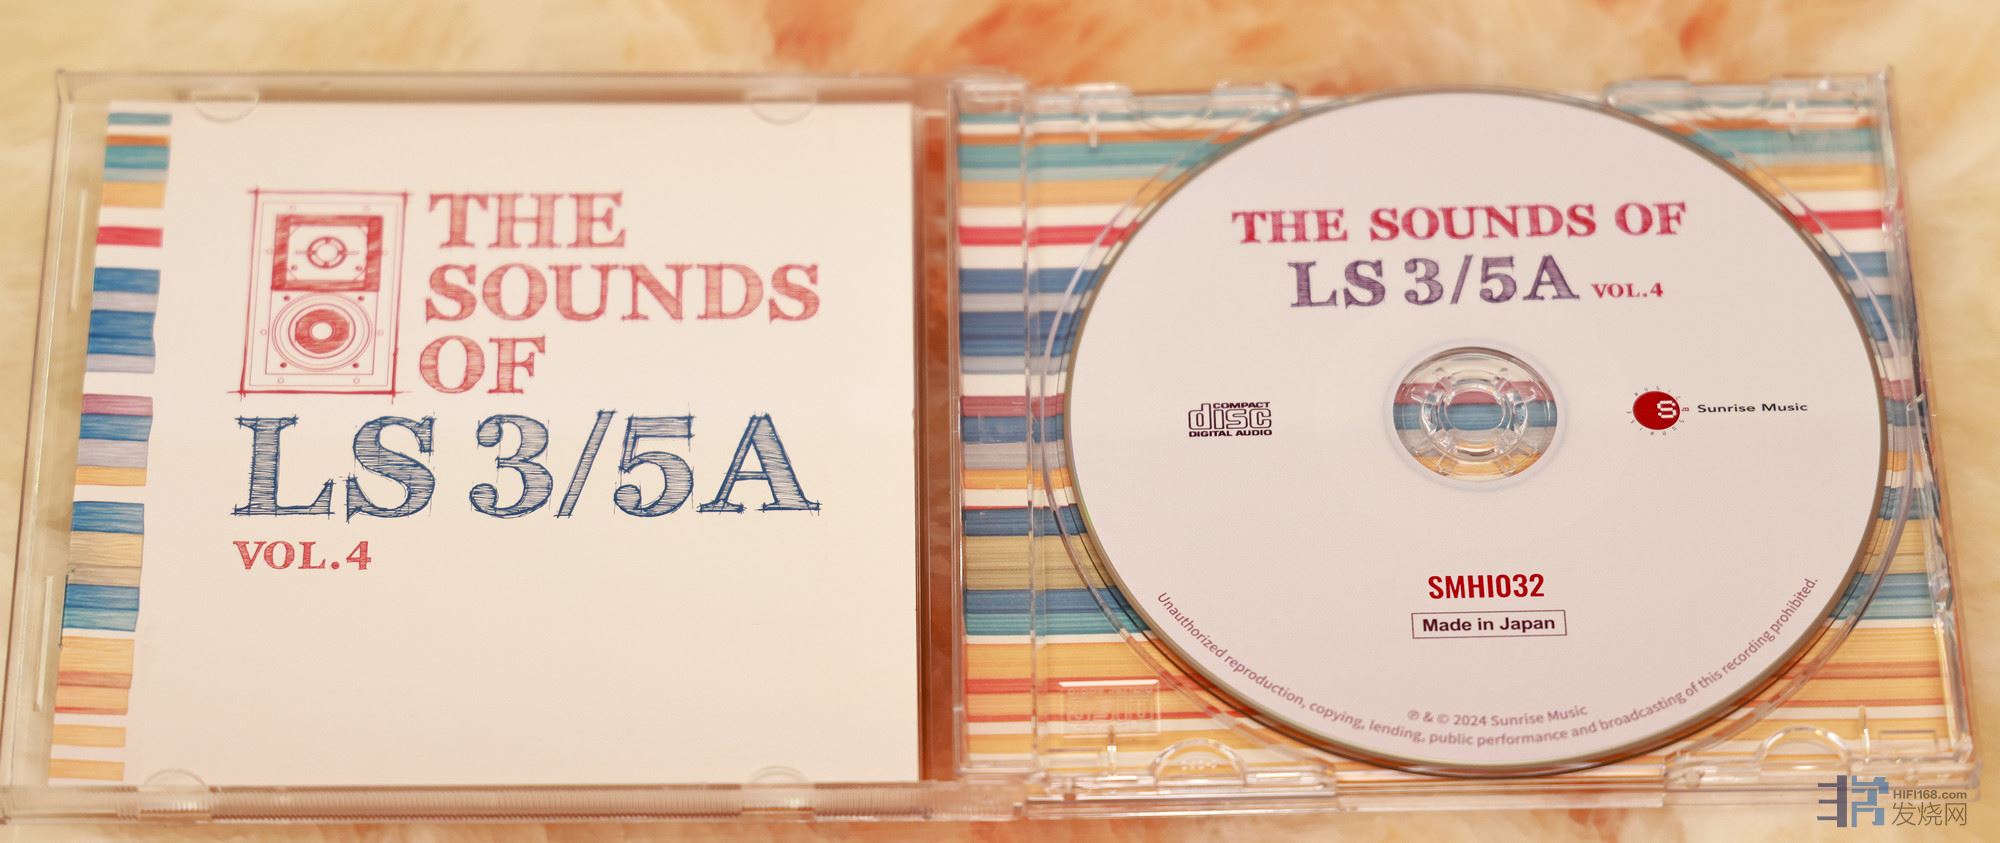 THE
SOUNDS
OF
LS 3/5A
VOL.4
THE SOUNDS OF
LS 3/5A VOL.4
COMPACT
disc
DIGITAL AUDIO
Sunrise Music
SMHI032
Made in Japan
℗ & © 2024 Sunrise Music
Unauthorized reproduction, copying, lending, public performance and broadcasting of this recording prohibited.
HIFI168.com
发烧网